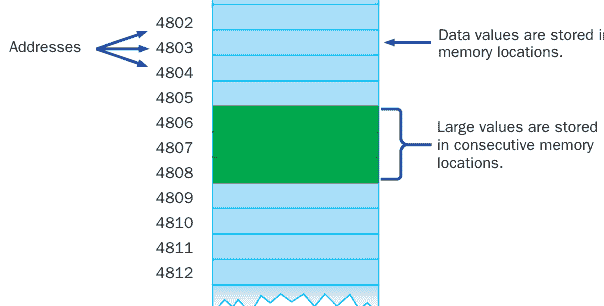 4802
Addresses
4803
4804
4805
4806
4807
4808
4809
4810
4811
4812
Data values are stored i
memory locations.
Large values are stored
in consecutive memory
locations.